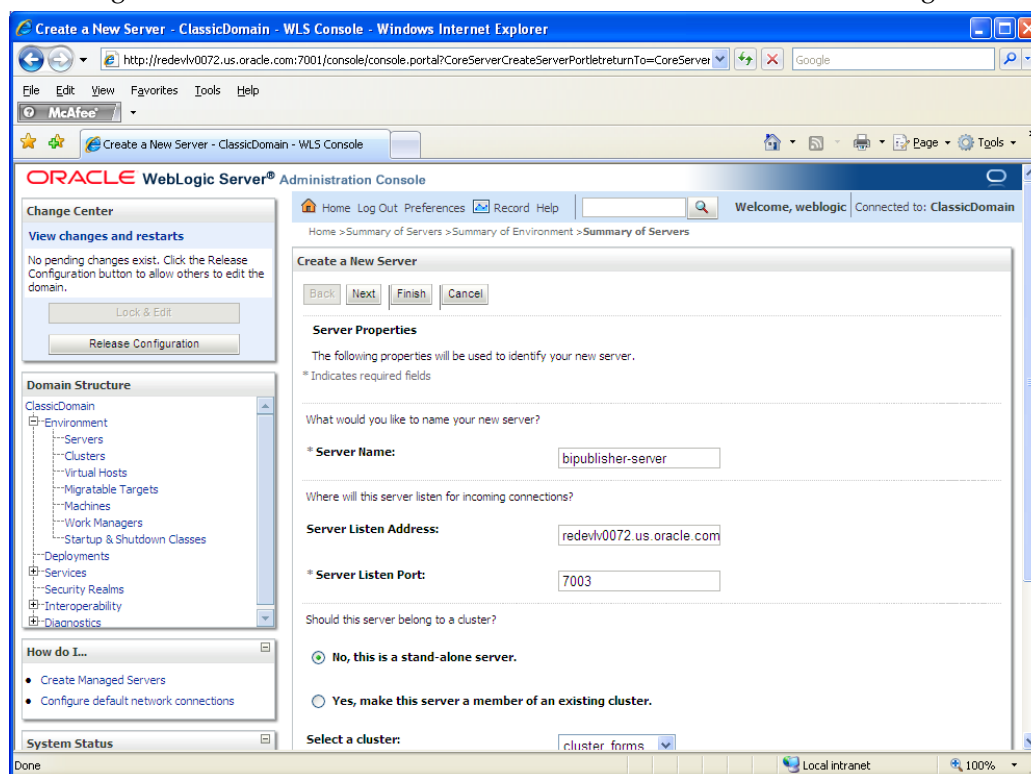 Create a New Server - ClassicDomain - WLS Console - Windows Internet Explorer
http://redevlv0072.us.oracle.com:7001/console/console.portal?CoreServerCreateServerPortletreturnTo=CoreServer
Google
File Edit View Favorites Tools Help
McAfee
Create a New Server - ClassicDomain - WLS Console
Page Tools
ORACLE WebLogic Server® Administration Console
Change Center
View changes and restarts
No pending changes exist. Click the Release
Configuration button to allow others to edit the
domain.
Lock & Edit
Release Configuration
Domain Structure
ClassicDomain
Environment
Servers
Clusters
Virtual Hosts
Migratable Targets
Machines
Work Managers
Startup & Shutdown Classes
Deployments
Services
Security Realms
Interoperability
Diagnostics
How do I...
Create Managed Servers
Configure default network connections
System Status
Home Log Out Preferences Record Help
Welcome, weblogic Connected to: ClassicDomain
Home >Summary of Servers >Summary of Environment >Summary of Servers
Create a New Server
Back Next Finish Cancel
Server Properties
The following properties will be used to identify your new server.
* Indicates required fields
What would you like to name your new server?
* Server Name: bipublisher-server
Where will this server listen for incoming connections?
Server Listen Address: redevlv0072.us.oracle.com
* Server Listen Port: 7003
Should this server belong to a cluster?
No, this is a stand-alone server.
Yes, make this server a member of an existing cluster.
Select a cluster: cluster_forms
Done
Local intranet
100%